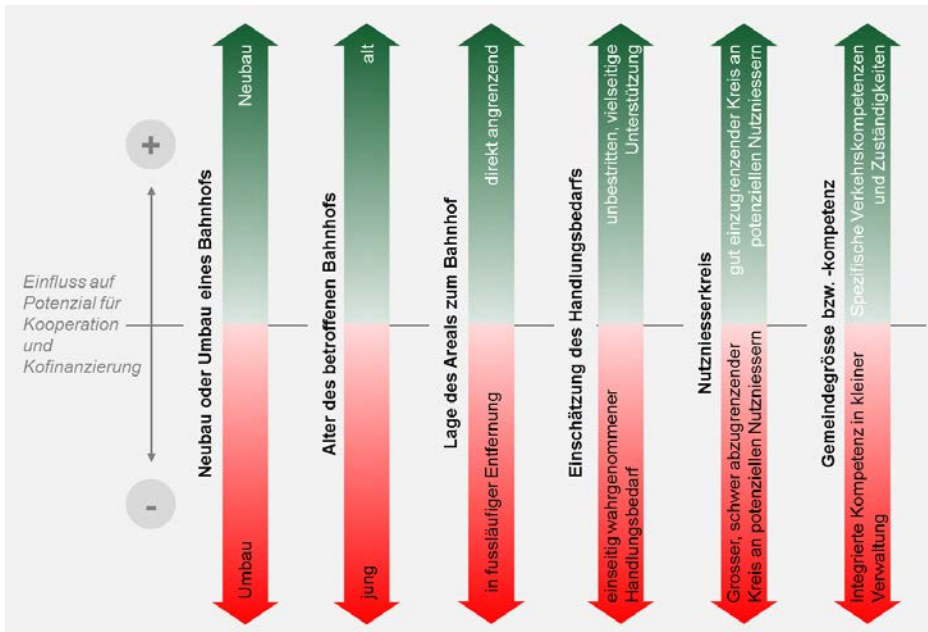 +
Einfluss auf
Potenzial für
Kooperation
und
Kofinanzierung
-
Neubau oder Umbau eines Bahnhofs
Neubau
Umbau
Alter des betroffenen Bahnhofs
alt
jung
Lage des Areals zum Bahnhof
direkt angrenzend
in fussläufiger Entfernung
Einschätzung des Handlungsbedarfs
unbestritten, vielseitige
Unterstützung
einseitig wahrgenommener
Handlungsbedarf
Nutzniesserkreis
gut einzugrenzender Kreis an
potenziellen Nutzniessern
Grosser, schwer abzugrenzender
Kreis an potenziellen Nutzniessern
Gemeindegrösse bzw. -kompetenz
Spezifische Verkehrskompetenzen
und Zuständigkeiten
Integrierte Kompetenz in kleiner
Verwaltung